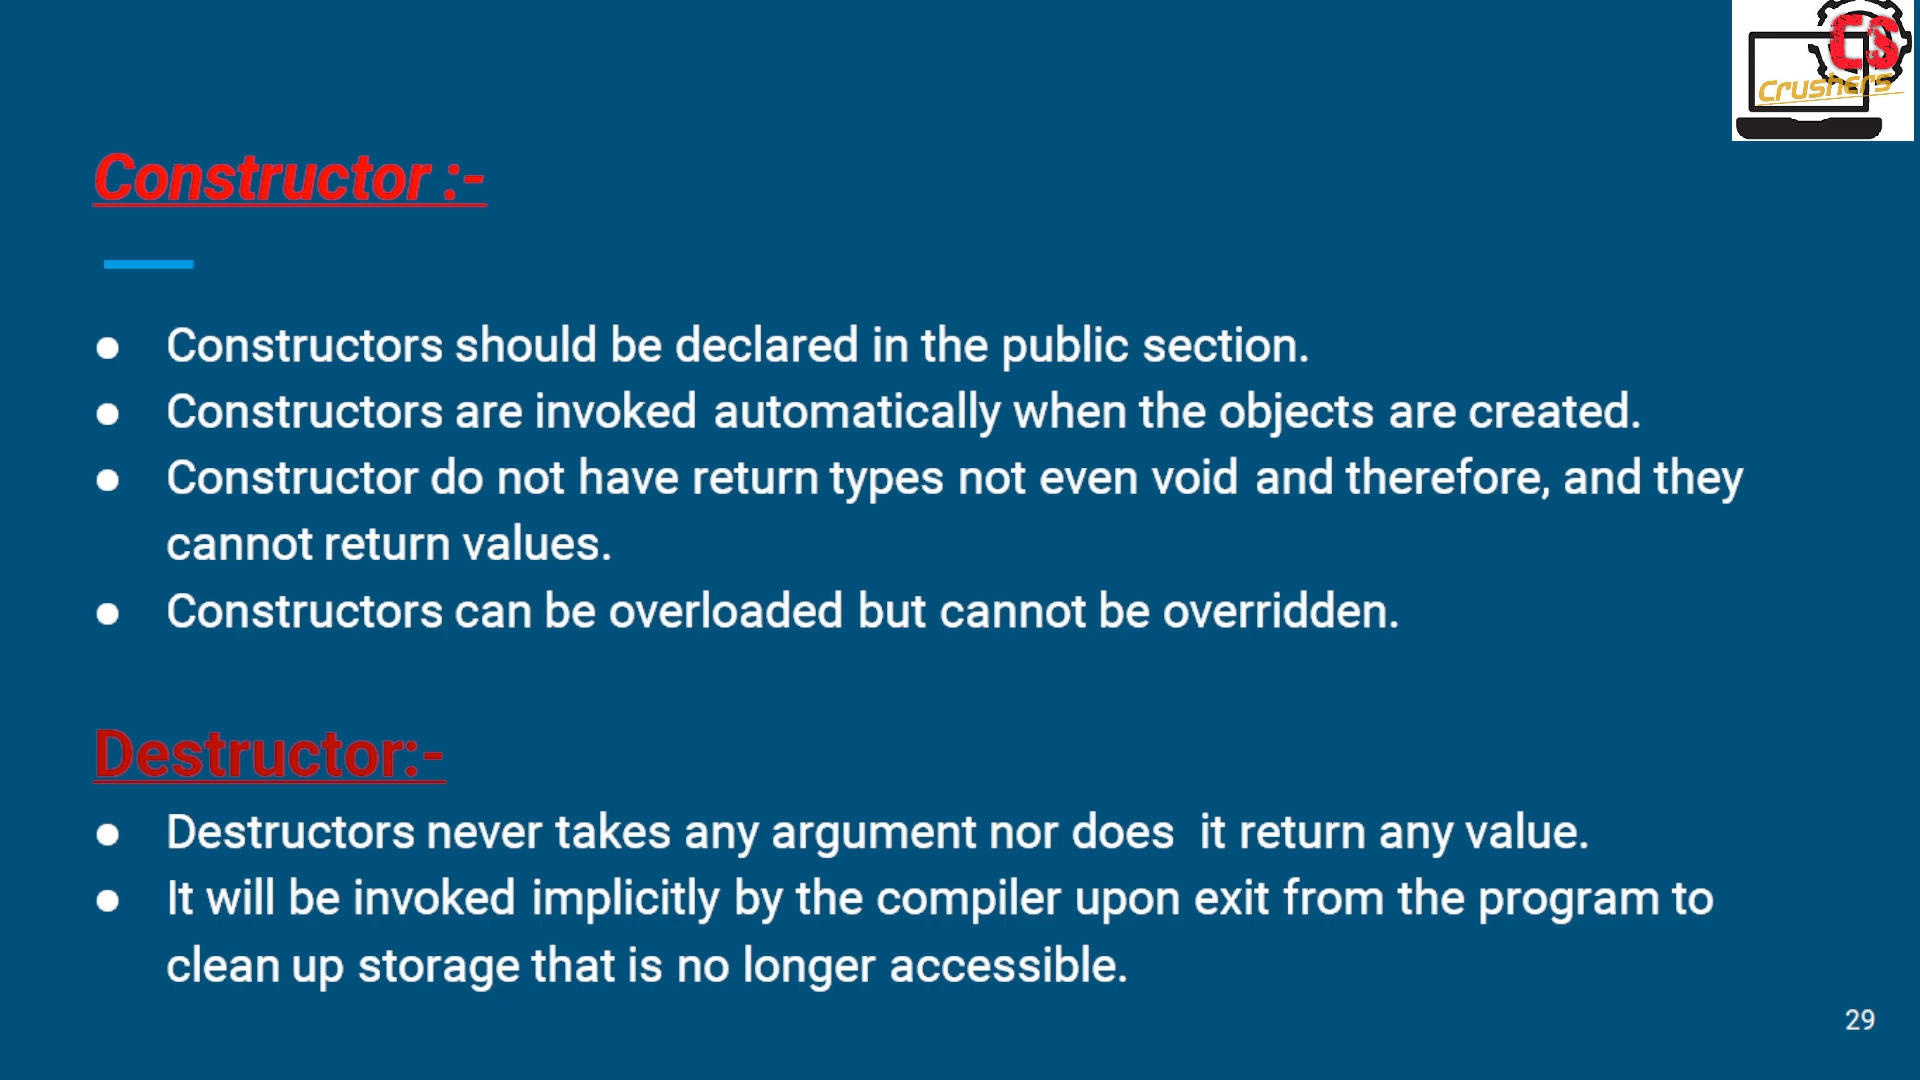 CS
Crushers
Constructor :-
● Constructors should be declared in the public section.
● Constructors are invoked automatically when the objects are created.
● Constructor do not have return types not even void and therefore, and they
cannot return values.
● Constructors can be overloaded but cannot be overridden.
Destructor:-
● Destructors never takes any argument nor does it return any value.
● It will be invoked implicitly by the compiler upon exit from the program to
clean up storage that is no longer accessible.
29